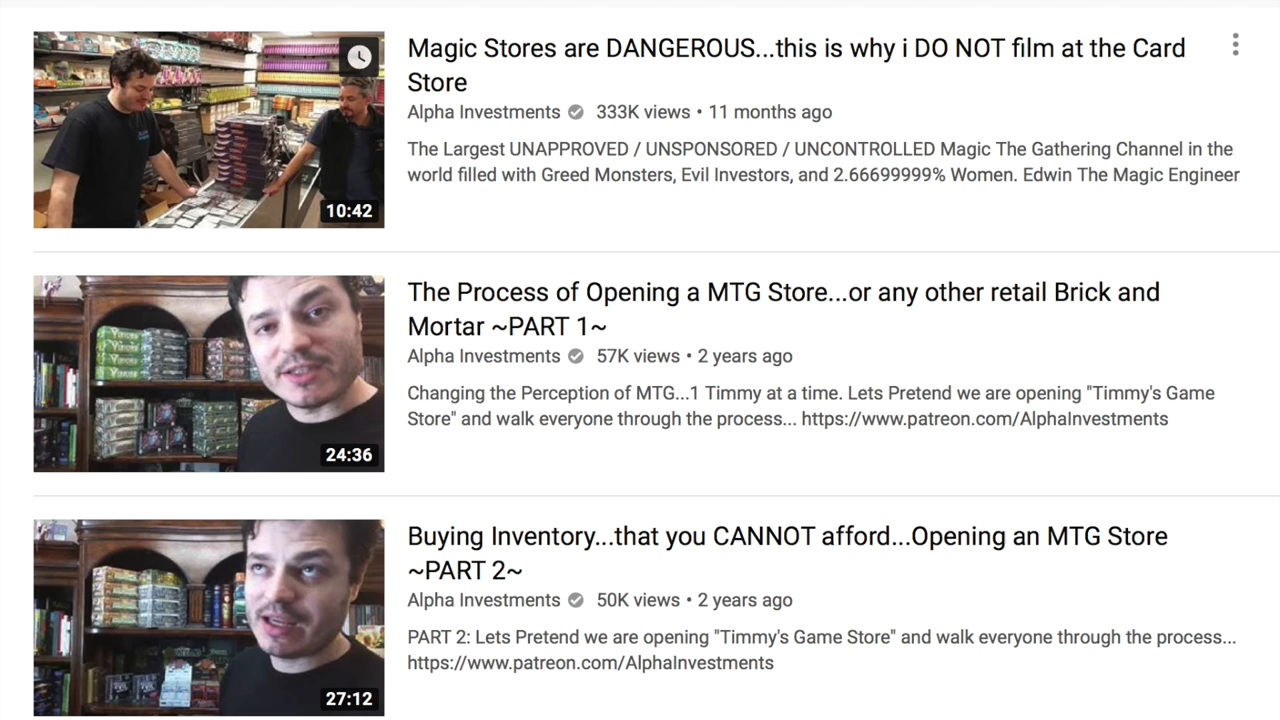 Magic Stores are DANGEROUS...this is why i DO NOT film at the Card
Store
Alpha Investments 333K views • 11 months ago
The Largest UNAPPROVED / UNSPONSORED / UNCONTROLLED Magic The Gathering Channel in the
world filled with Greed Monsters, Evil Investors, and 2.66699999% Women. Edwin The Magic Engineer
10:42
The Process of Opening a MTG Store...or any other retail Brick and
Mortar ~PART 1~
Alpha Investments 57K views • 2 years ago
Changing the Perception of MTG...1 Timmy at a time. Lets Pretend we are opening "Timmy's Game
Store" and walk everyone through the process... https://www.patreon.com/AlphaInvestments
24:36
Buying Inventory...that you CANNOT afford...Opening an MTG Store
~PART 2~
Alpha Investments 50K views • 2 years ago
PART 2: Lets Pretend we are opening "Timmy's Game Store" and walk everyone through the process...
https://www.patreon.com/AlphaInvestments
27:12